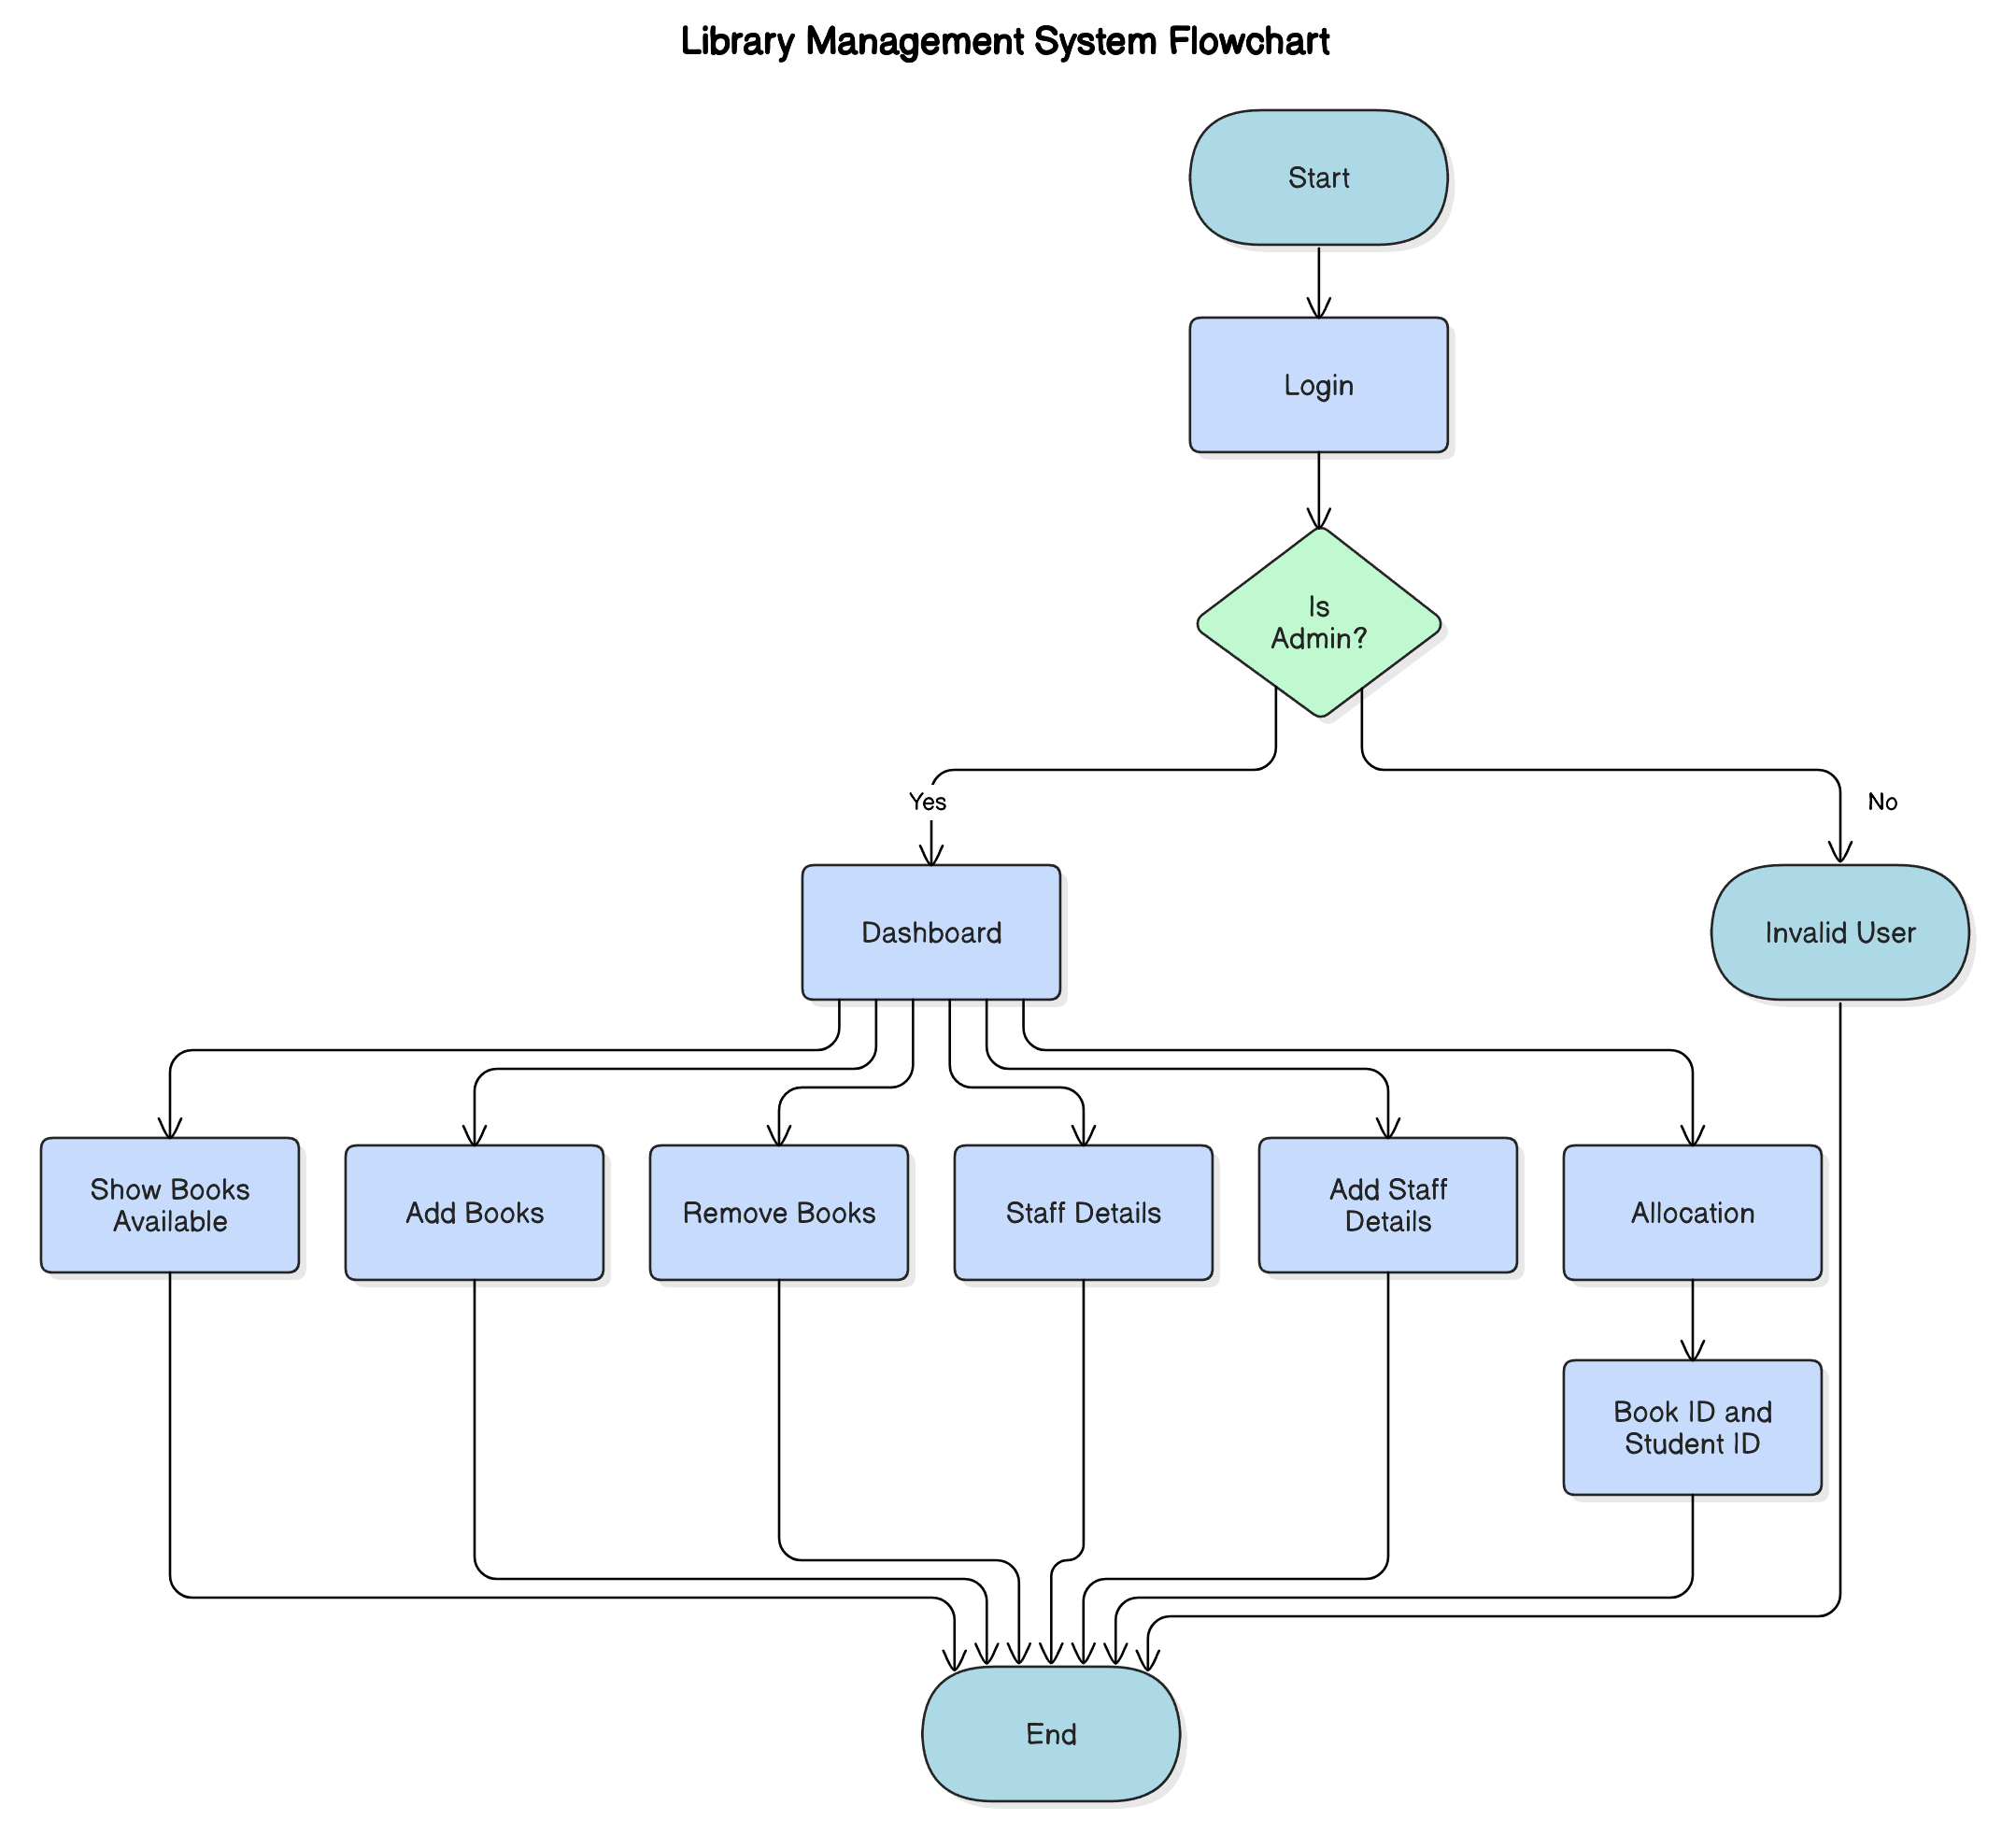 Library Management System Flowchart
Start
Login
Is
Admin?
Yes
No
Dashboard
Invalid User
Show Books
Available
Add Books
Remove Books
Staff Details
Add Staff
Details
Allocation
Book ID and
Student ID
End